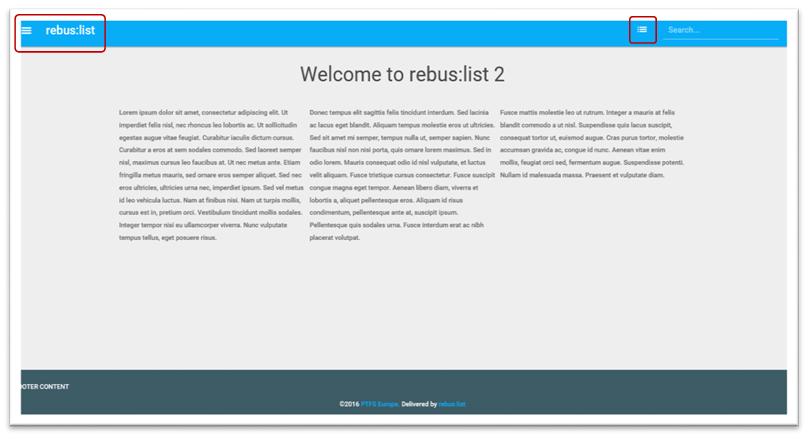 rebus:list
Search...
Welcome to rebus:list 2
Lorem ipsum dolor sit amet, consectetur adipiscing elit. Ut
imperdiet felis nisl, nec rhoncus leo lobortis ac. Ut sollicitudin
egestas augue vitae feugiat. Curabitur iaculis dictum cursus.
Curabitur a eros at sem sodales commodo. Sed laoreet semper
nisl, maximus cursus leo faucibus at. Ut nec metus ante. Etiam
fringilla metus mauris, sed ornare eros semper aliquet. Sed nec
eros ultricies, ultricies urna nec, imperdiet ipsum. Sed vel metus
id leo vehicula luctus. Nam at finibus nisi. Nam ut turpis mollis,
cursus est in, pretium orci. Vestibulum tincidunt mollis sodales.
Integer tempor nisi eu ullamcorper viverra. Nunc vulputate
tempus tellus, eget posuere risus.
Donec tempus elit sagittis felis tincidunt interdum. Sed lacinia
ac lacus eget blandit. Aliquam tempus molestie eros ut ultricies.
Sed sit amet mi semper, tempus nulla ut, semper sapien. Nunc
faucibus nisl non nisi porta, quis ornare lorem maximus. Sed in
odio lorem. Mauris consequat odio id nisl vulputate, et luctus
velit aliquam. Fusce tristique cursus consectetur. Fusce suscipit
congue magna eget tempor. Aenean libero diam, viverra et
lobortis a, aliquet pellentesque eros. Aliquam id risus
condimentum, pellentesque ante at, suscipit ipsum.
Pellentesque quis sodales urna. Fusce interdum erat ac nibh
placerat volutpat.
Fusce mattis molestie leo ut rutrum. Integer a mauris at felis
blandit commodo a ut nisl. Suspendisse quis lacus suscipit,
consequat tortor ut, euismod augue. Cras purus tortor, molestie
accumsan gravida ac, congue id nunc. Aenean vitae enim
mollis, feugiat orci sed, fermentum augue. Suspendisse potenti.
Nullam id malesuada massa. Praesent et vulputate diam.
OOTER CONTENT
©2016 PTFS Europe. Delivered by rebus:list